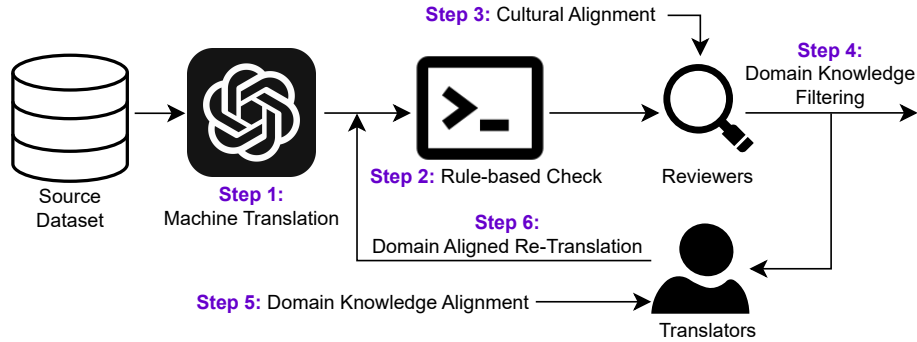 Step 3: Cultural Alignment
Step 4:
Domain Knowledge
Filtering
Source
Dataset
Step 1:
Machine Translation
Step 2: Rule-based Check
Reviewers
Step 6:
Domain Aligned Re-Translation
Step 5: Domain Knowledge Alignment
Translators